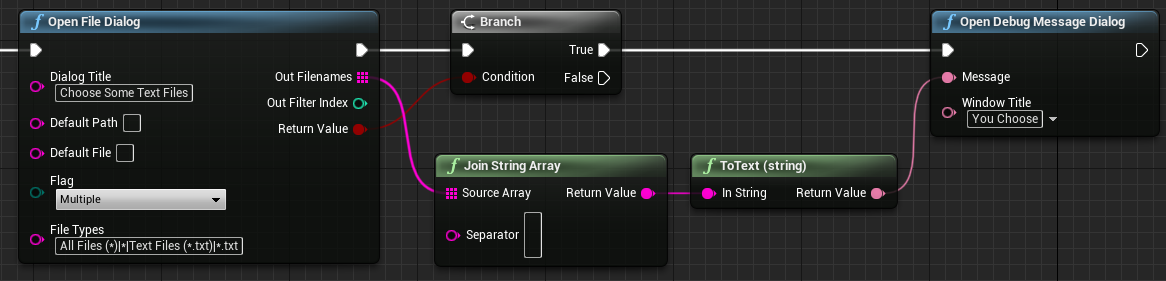 Open File Dialog
Dialog Title
Choose Some Text Files
Default Path
Default File
Flag
Multiple
File Types
All Files (*)|*|Text Files (*.txt)|*.txt
Out Filenames
Out Filter Index
Return Value
Branch
Condition
True
False
Join String Array
Source Array
Return Value
Separator
ToText (string)
In String
Return Value
Open Debug Message Dialog
Message
Window Title
You Choose